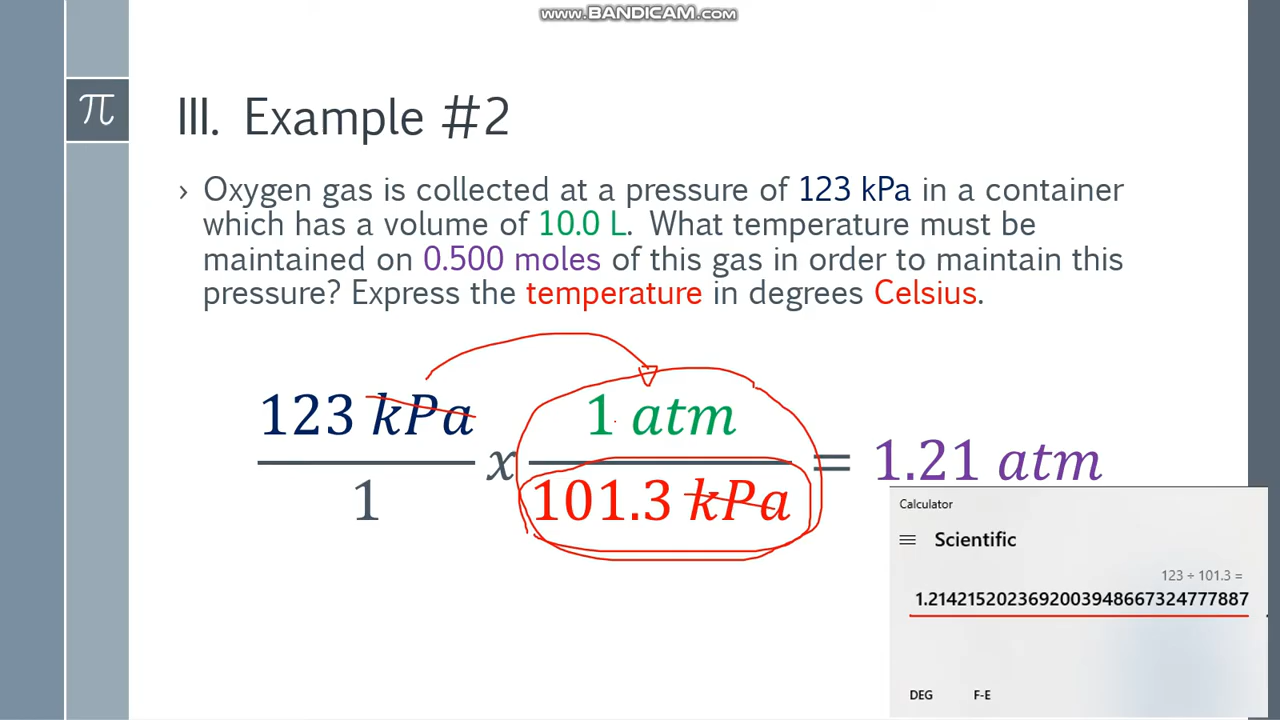 www.BANDICAM.com
π
III. Example #2
› Oxygen gas is collected at a pressure of 123 kPa in a container
which has a volume of 10.0 L. What temperature must be
maintained on 0.500 moles of this gas in order to maintain this
pressure? Express the temperature in degrees Celsius.
123 kPa
1
x
1 atm
101.3 kPa
= 1.21 atm
Calculator
Scientific
123 ÷ 101.3 =
1.2142152023692003948667324777887
DEG F-E